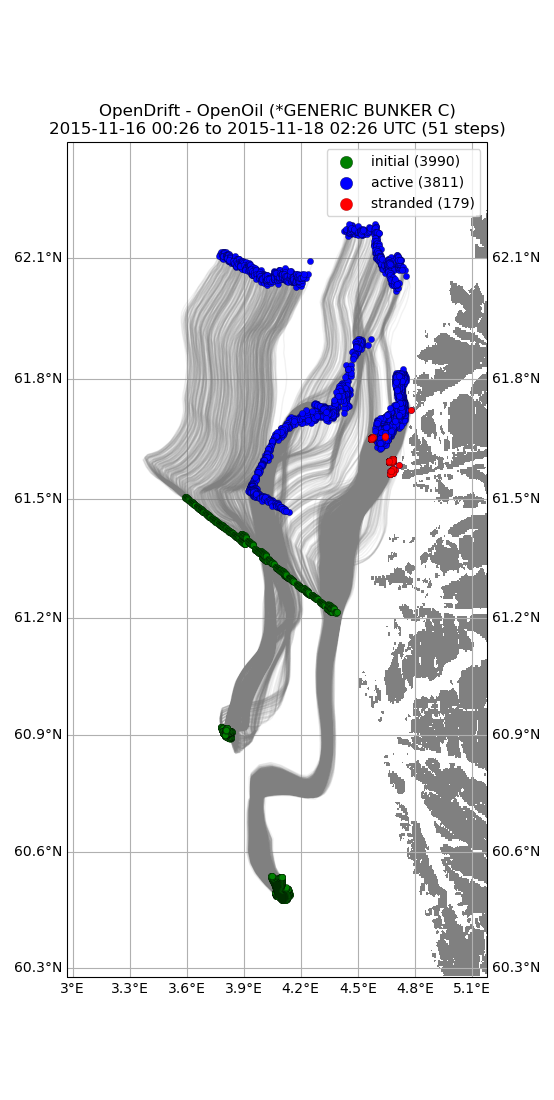 OpenDrift - OpenOil (*GENERIC BUNKER C)
2015-11-16 00:26 to 2015-11-18 02:26 UTC (51 steps)
initial (3990)
active (3811)
stranded (179)
62.1°N 62.1°N
61.8°N 61.8°N
61.5°N 61.5°N
61.2°N 61.2°N
60.9°N 60.9°N
60.6°N 60.6°N
60.3°N 60.3°N
3°E 3.3°E 3.6°E 3.9°E 4.2°E 4.5°E 4.8°E 5.1°E